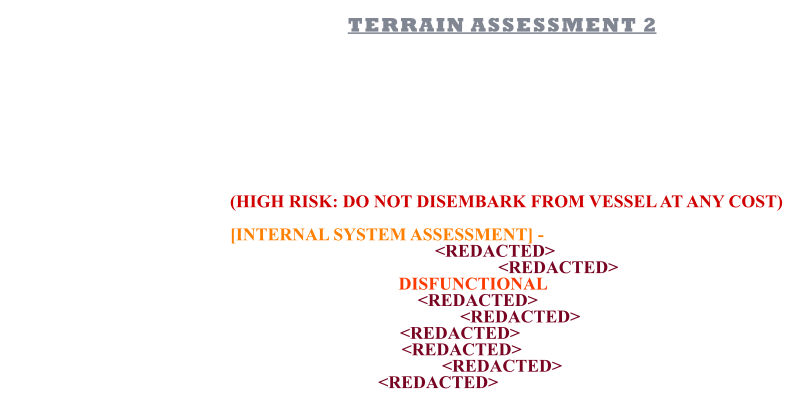 TERRAIN ASSESSMENT 2
(HIGH RISK: DO NOT DISEMBARK FROM VESSEL AT ANY COST)
[INTERNAL SYSTEM ASSESSMENT] -
<REDACTED>
<REDACTED>
DISFUNCTIONAL
<REDACTED>
<REDACTED>
<REDACTED>
<REDACTED>
<REDACTED>
<REDACTED>